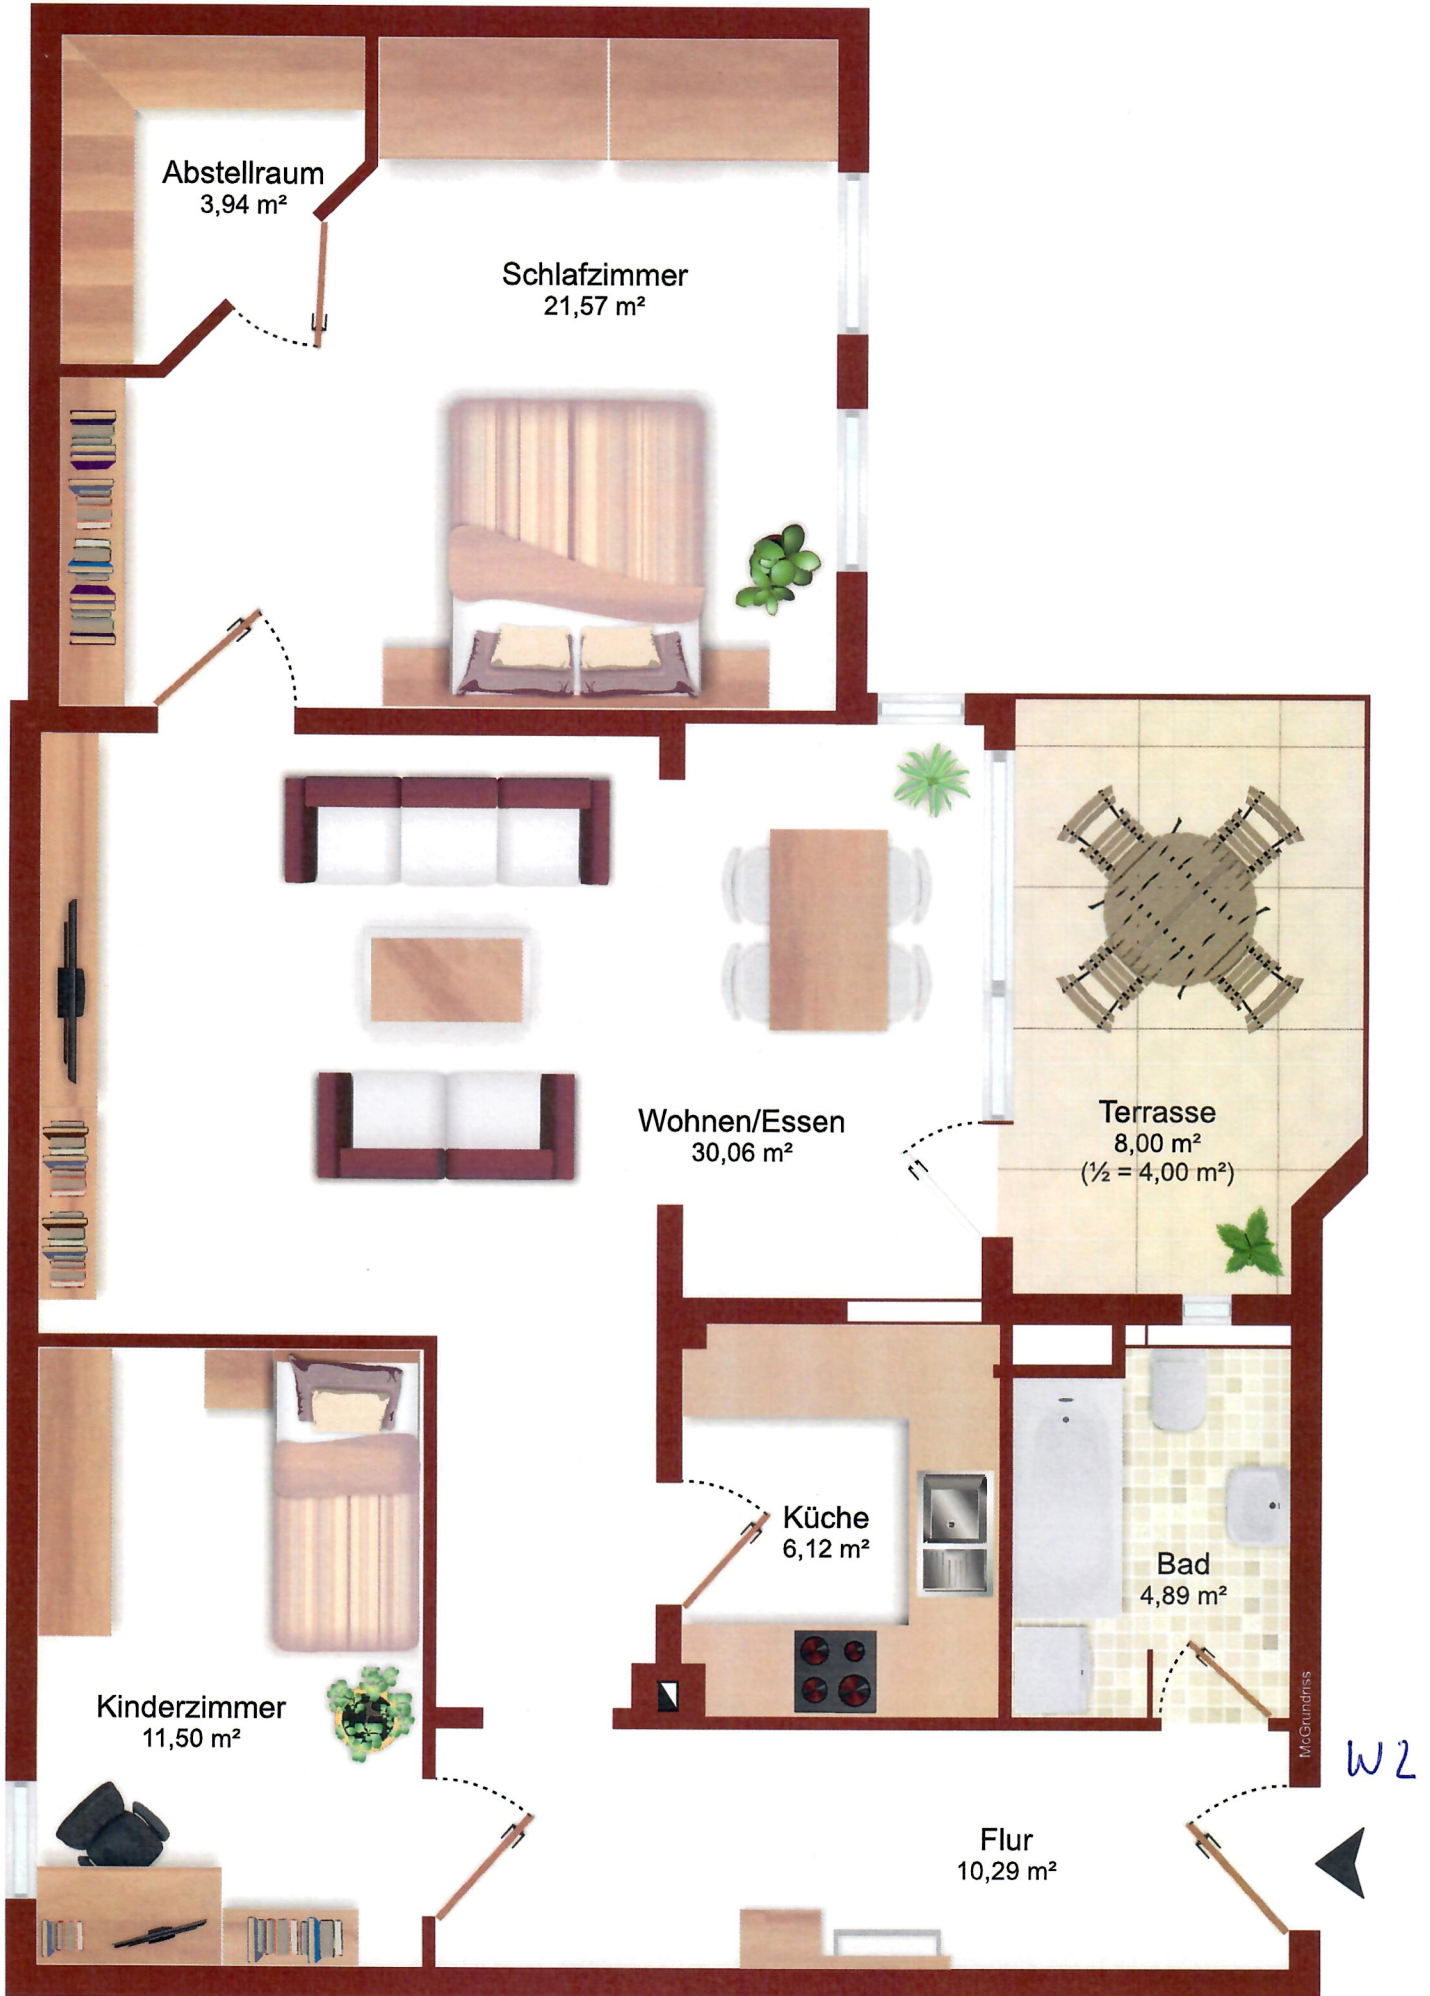 Abstellraum
3,94 m²
Schlafzimmer
21,57 m²
Wohnen/Essen
30,06 m²
Terrasse
8,00 m²
(½ = 4,00 m²)
Küche
6,12 m²
Bad
4,89 m²
Kinderzimmer
11,50 m²
McGrundriss
W2
Flur
10,29 m²